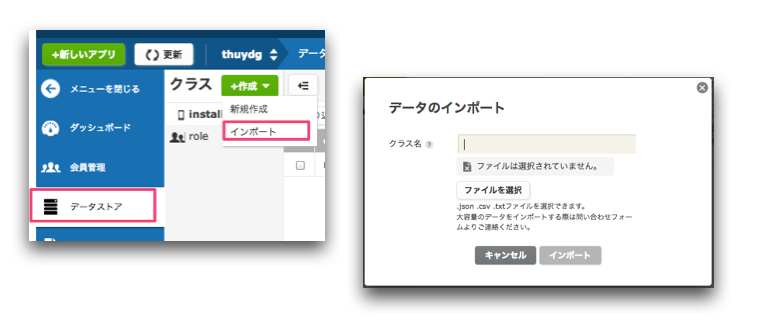 +新しいアプリ
更新
thuydg
データ
メニューを閉じる
クラス
+作成
新規作成
ダッシュボード
install
インポート
role
会員管理
データストア
データのインポート
クラス名
ファイルは選択されていません。
ファイルを選択
.json .csv .txtファイルを選択できます。
大容量のデータをインポートする際は問い合わせフォー
ムよりご連絡ください。
キャンセル
インポート